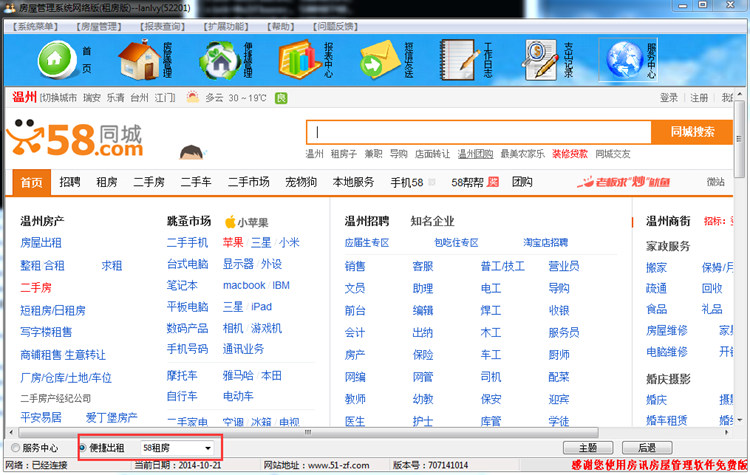 房屋管理系统网络版(租房版)--lanlvy(52201)
【系统菜单】 【房屋管理】 【报表查询】 【扩展功能】 【帮助】 【问题反馈】
首页 房屋管理 便捷管理 报表中心 短信发送 工作日志 支出记录 服务中心
温州 [切换城市 瑞安 乐清 台州 江门] 多云 30～19℃ 良 登录 | 注册 |
58同城 .com
同城搜索
温州 租房子 兼职 导购 店面转让 温州团购 最美农家乐 装修贷款 同城交友
首页 招聘 租房 二手房 二手车 二手市场 宠物狗 本地服务 手机58 58帮帮 团购 老板求“炒”鱿鱼 微站
温州房产 跳蚤市场 小苹果 温州招聘 知名企业 温州商街 招标：
房屋出租 二手手机 苹果 三星 小米 应届生专区 包吃住专区 淘宝店招聘 家政服务
整租 合租 求租 台式电脑 显示器 外设 销售 客服 普工/技工 营业员 搬家 保姆/月
二手房 笔记本 macbook IBM 文员 助理 电工 导购 疏通 回收
短租房/日租房 平板电脑 三星 iPad 前台 编辑 焊工 收银 食品 礼品
写字楼租售 数码产品 相机 游戏机 会计 出纳 木工 服务员 房屋维修
商铺租售 生意转让 手机号码 通讯业务 房产 保险 车工 厨师 电脑维修
厂房/仓库/土地/车位 摩托车 雅马哈 本田 网编 网管 司机 配菜 婚庆摄影
二手房产经纪公司 自行车 电动车 教师 幼教 保安 迎宾 婚庆 摄影
平安易居 爱丁堡房产 二手家电 空调 冰箱 电视 医生 护士 库管 学徒 婚车租赁
服务中心 便捷出租 58租房 主题 后退
网络：已经连接 当前日期：2014-10-21 网站地址：www.51-zf.com 版本号：707141014 感谢您使用房讯房屋管理软件免费版